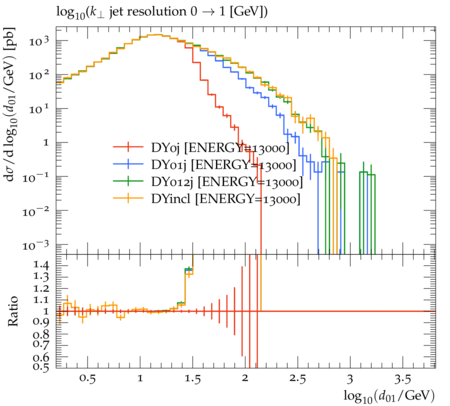 log₁₀(k⊥ jet resolution 0 → 1 [GeV])
dσ/d log₁₀(d₀₁/GeV) [pb]
10³
10²
10¹
1
10⁻¹
10⁻²
10⁻³
DY0j [ENERGY=13000]
DY01j [ENERGY=13000]
DY012j [ENERGY=13000]
DYincl [ENERGY=13000]
Ratio
1.4
1.3
1.2
1.1
1
0.9
0.8
0.7
0.6
0.5
0.5 1 1.5 2 2.5 3 3.5
log₁₀(d₀₁/GeV)